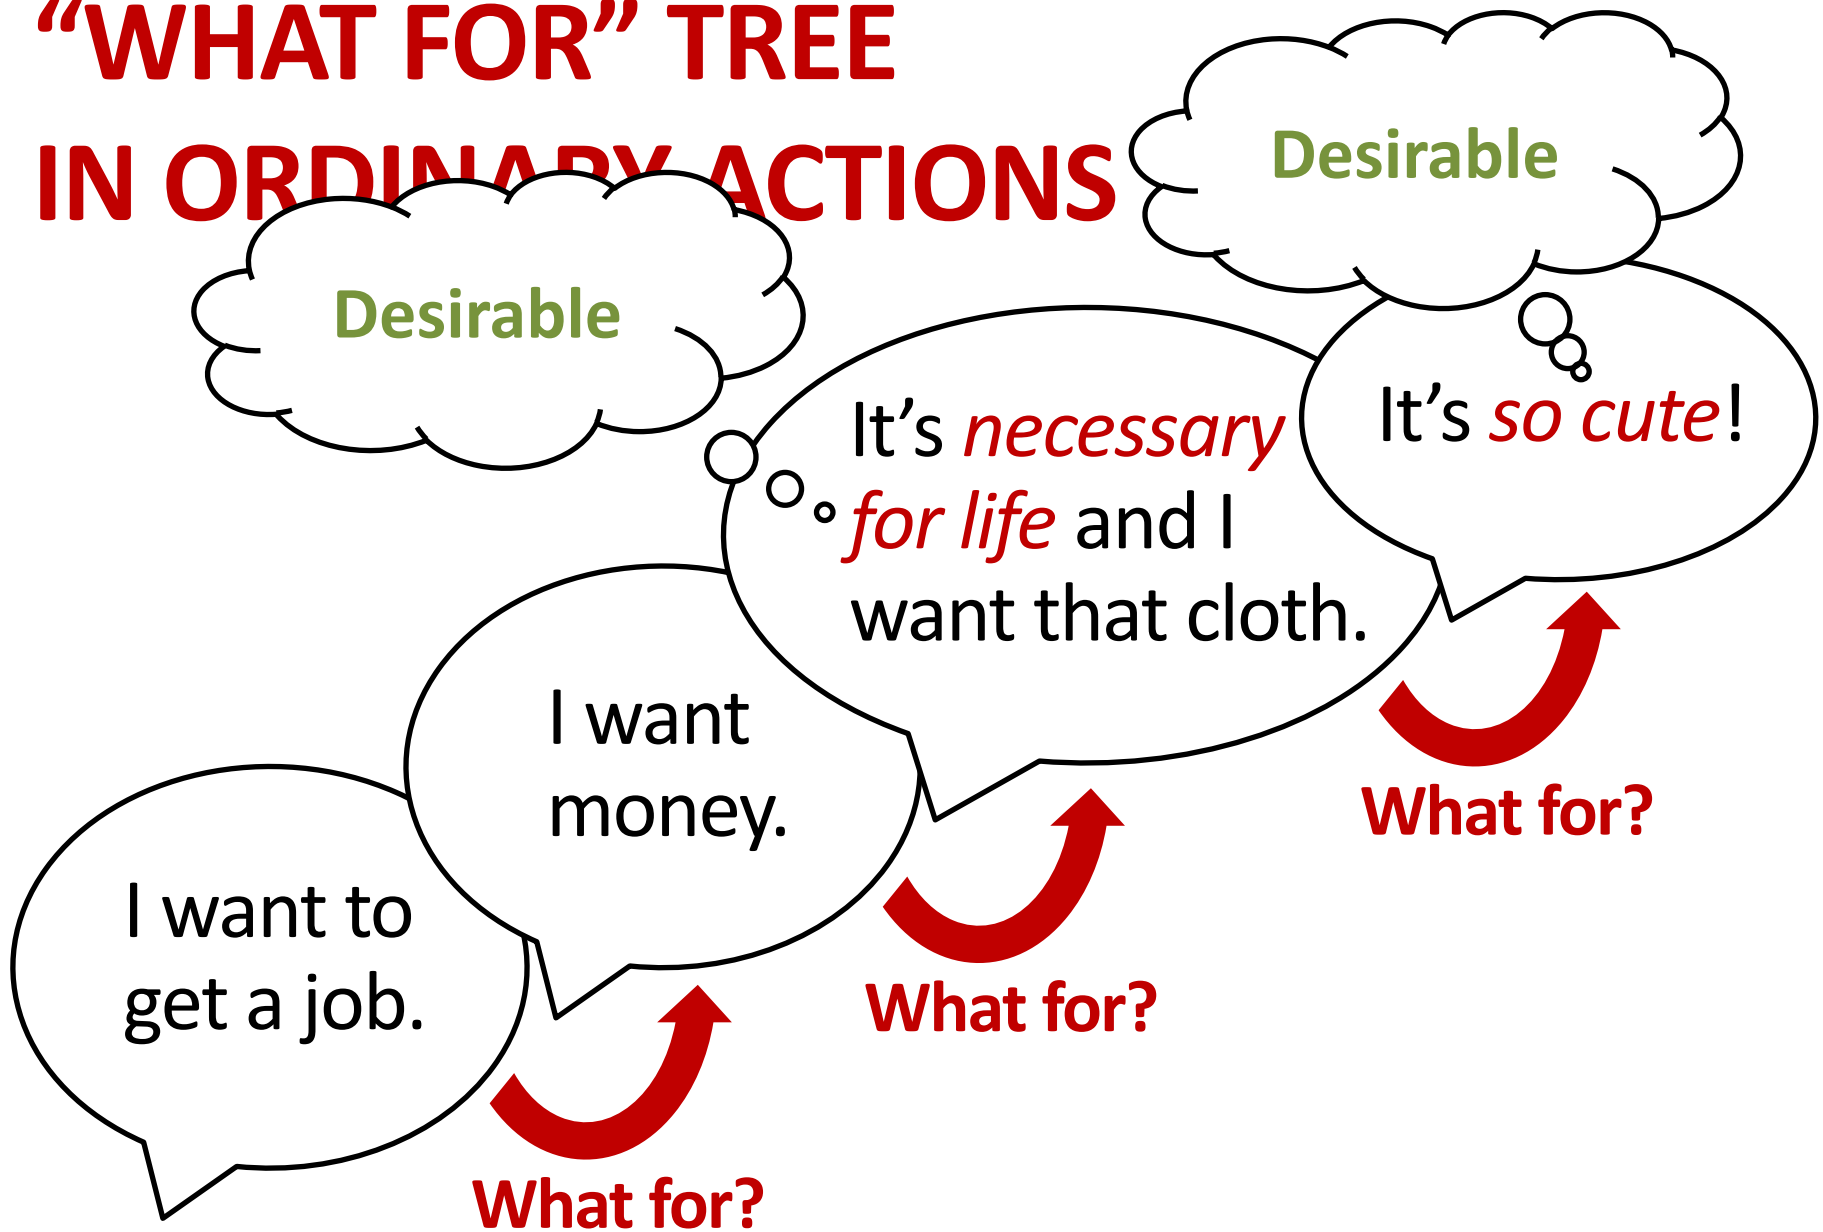 “WHAT FOR” TREE
IN ORDINARY ACTIONS
Desirable
Desirable
It’s so cute!
It’s necessary
for life and I
want that cloth.
I want
money.
I want to
get a job.
What for?
What for?
What for?